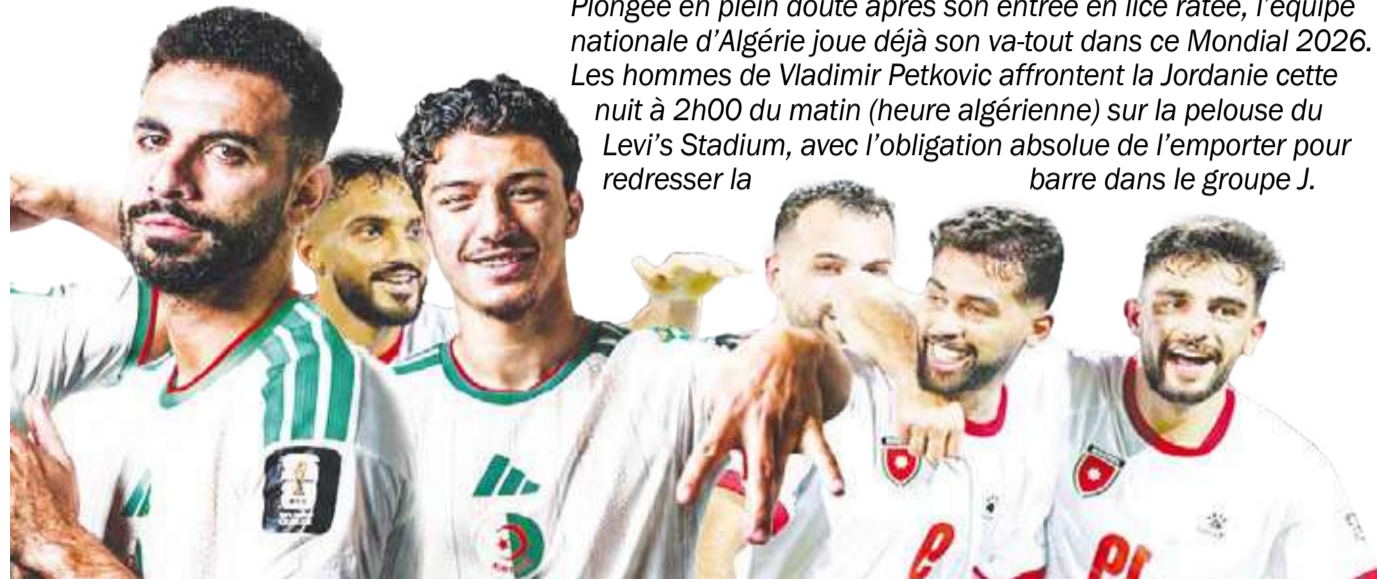 Plongée en plein doute après son entrée en lice ratée, l'équipe
nationale d'Algérie joue déjà son va-tout dans ce Mondial 2026.
Les hommes de Vladimir Petkovic affrontent la Jordanie cette
nuit à 2h00 du matin (heure algérienne) sur la pelouse du
Levi's Stadium, avec l'obligation absolue de l'emporter pour
redresser la barre dans le groupe J.